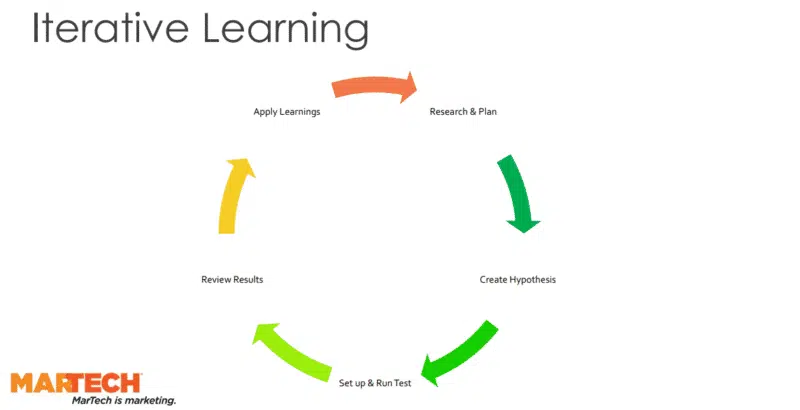 Iterative Learning
Apply Learnings
Research & Plan
Review Results
Create Hypothesis
Set up & Run Test
MARTECH
MarTech is marketing.